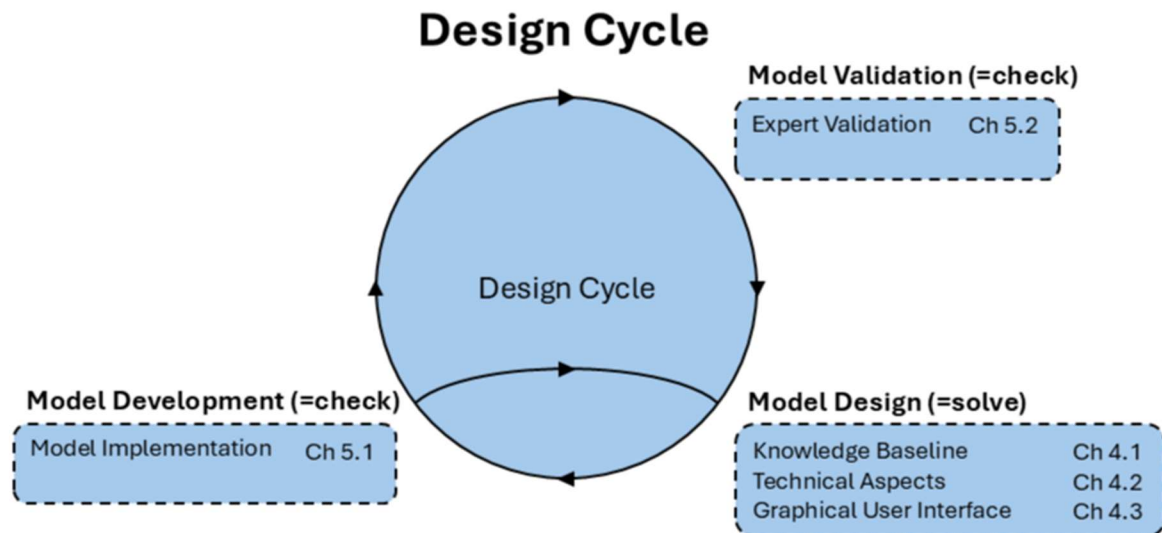 Design Cycle
Model Validation (=check)
Expert Validation Ch 5.2
Design Cycle
Model Development (=check)
Model Implementation Ch 5.1
Model Design (=solve)
Knowledge Baseline Ch 4.1
Technical Aspects Ch 4.2
Graphical User Interface Ch 4.3